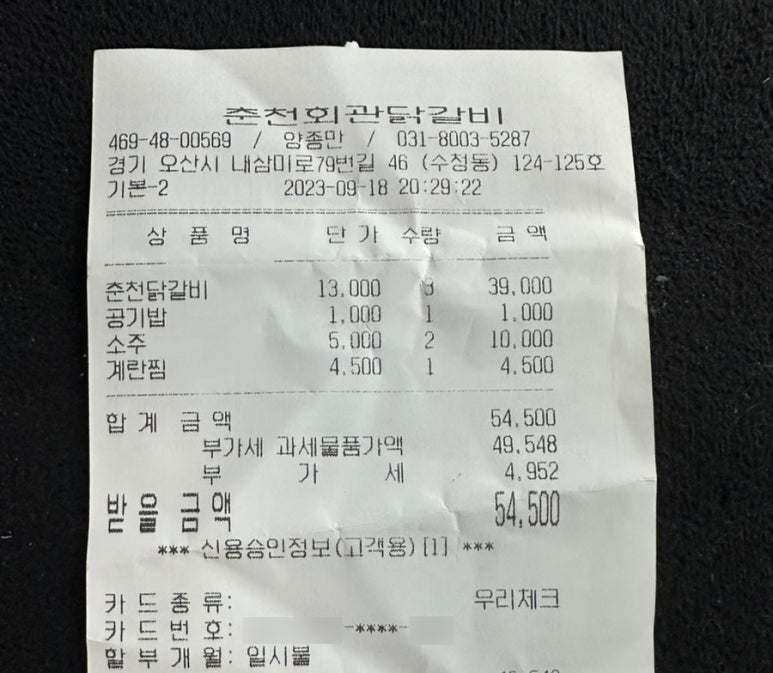 춘천회관닭갈비
469-48-00569 / 양종만 / 031-8003-5287
경기 오산시 내삼미로79번길 46 (수청동) 124-125호
기본-2 2023-09-18 20:29:22
상 품 명 단 가 수량 금 액
춘천닭갈비 13,000 3 39,000
공기밥 1,000 1 1,000
소주 5,000 2 10,000
계란찜 4,500 1 4,500
합 계 금 액 54,500
부가세 과세물품가액 49,548
부 가 세 4,952
받 을 금 액 54,500
*** 신용승인정보(고객용) [1] ***
카 드 종 류: 우리체크
카 드 번 호: -****-
할 부 개 월: 일시불